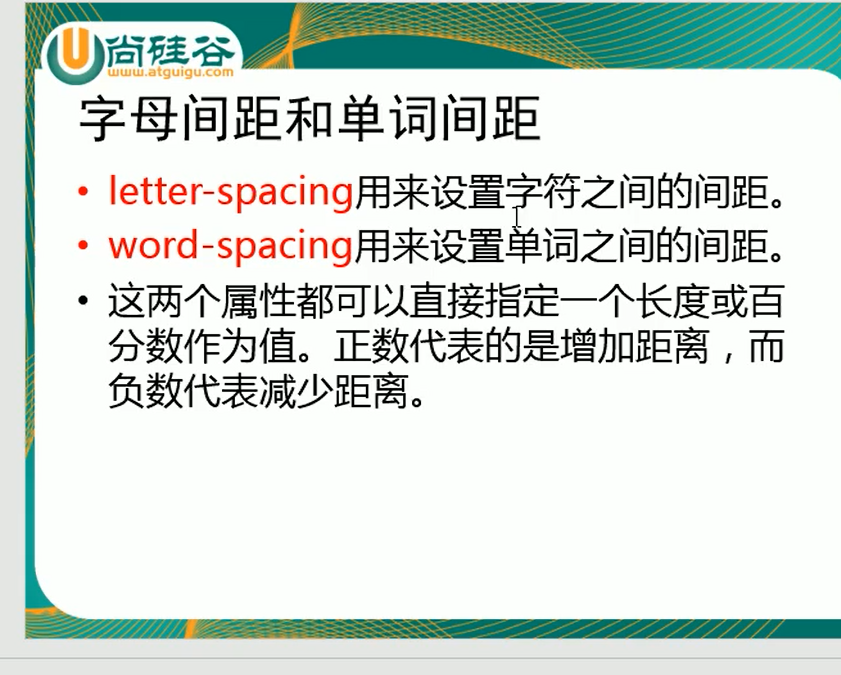 尚硅谷
www.atguigu.com
字母间距和单词间距
• letter-spacing用来设置字符之间的间距。
• word-spacing用来设置单词之间的间距。
• 这两个属性都可以直接指定一个长度或百
分数作为值。正数代表的是增加距离，而
负数代表减少距离。